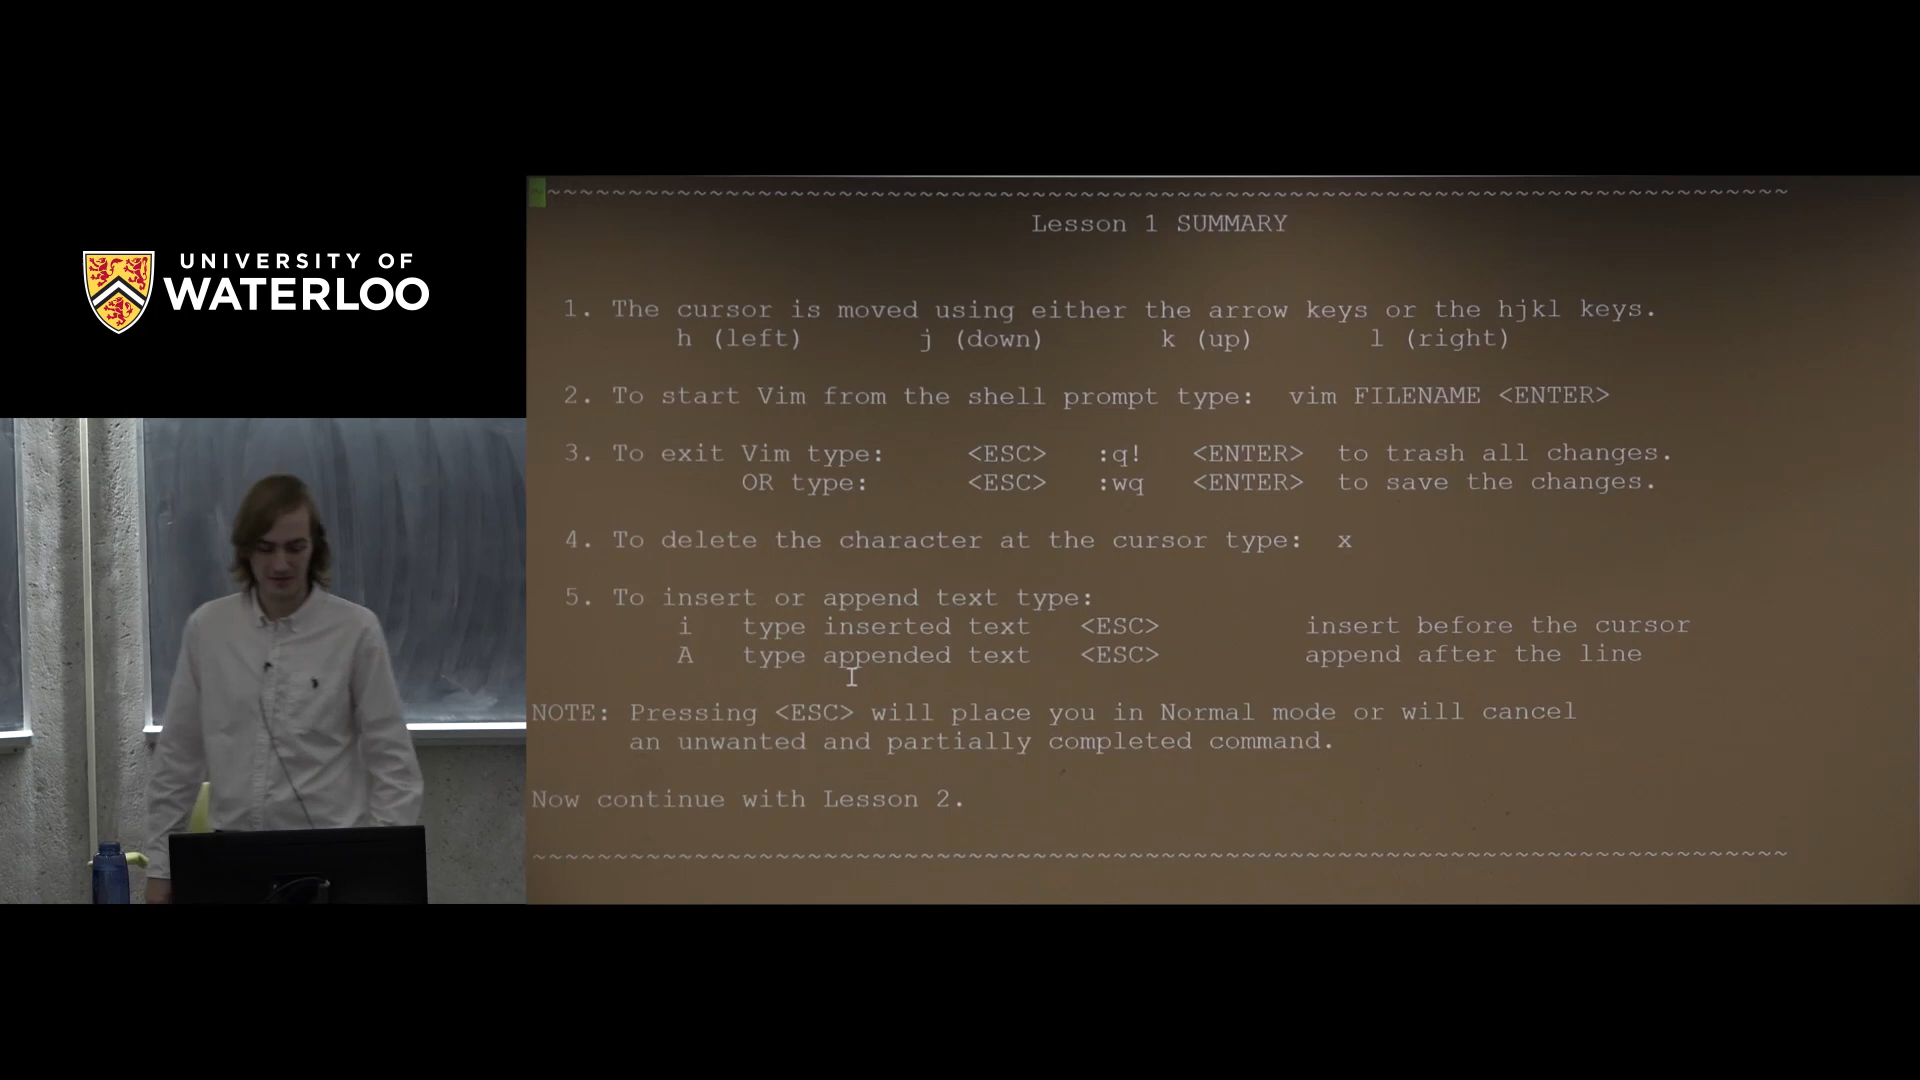 UNIVERSITY OF
WATERLOO
~~~~~~~~~~~~~~~~~~~~~~~~~~~~~~~~~~~~~~~~~~~~~~~~~~~~~~~~~~~~~~~~~~~~~~~~~~~~~~
Lesson 1 SUMMARY
1. The cursor is moved using either the arrow keys or the hjkl keys.
h (left) j (down) k (up) l (right)
2. To start Vim from the shell prompt type: vim FILENAME <ENTER>
3. To exit Vim type: <ESC> :q! <ENTER> to trash all changes.
OR type: <ESC> :wq <ENTER> to save the changes.
4. To delete the character at the cursor type: x
5. To insert or append text type:
i type inserted text <ESC> insert before the cursor
A type appended text <ESC> append after the line
NOTE: Pressing <ESC> will place you in Normal mode or will cancel
an unwanted and partially completed command.
Now continue with Lesson 2.
~~~~~~~~~~~~~~~~~~~~~~~~~~~~~~~~~~~~~~~~~~~~~~~~~~~~~~~~~~~~~~~~~~~~~~~~~~~~~~